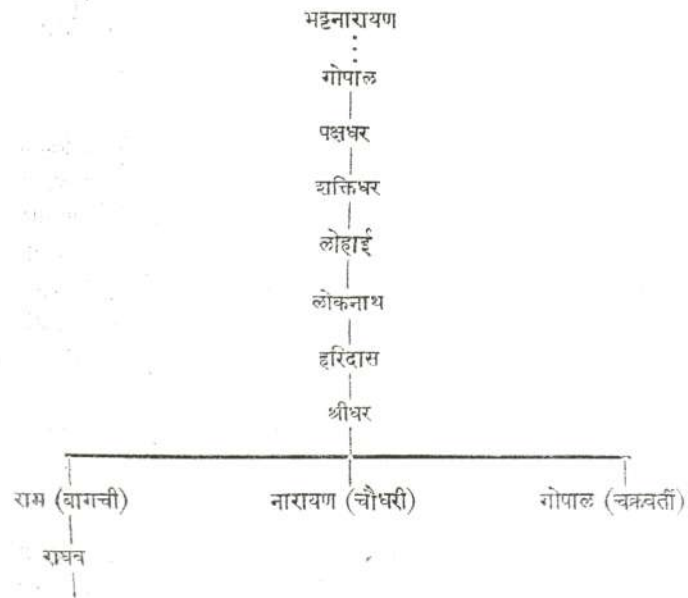 भट्टनारायण
गोपाल
पक्षधर
शक्तिधर
लोहाई
लोकनाथ
हरिदास
श्रीधर
राम (बागची) नारायण (चौधरी) गोपाल (चक्रवर्ती)
राघव